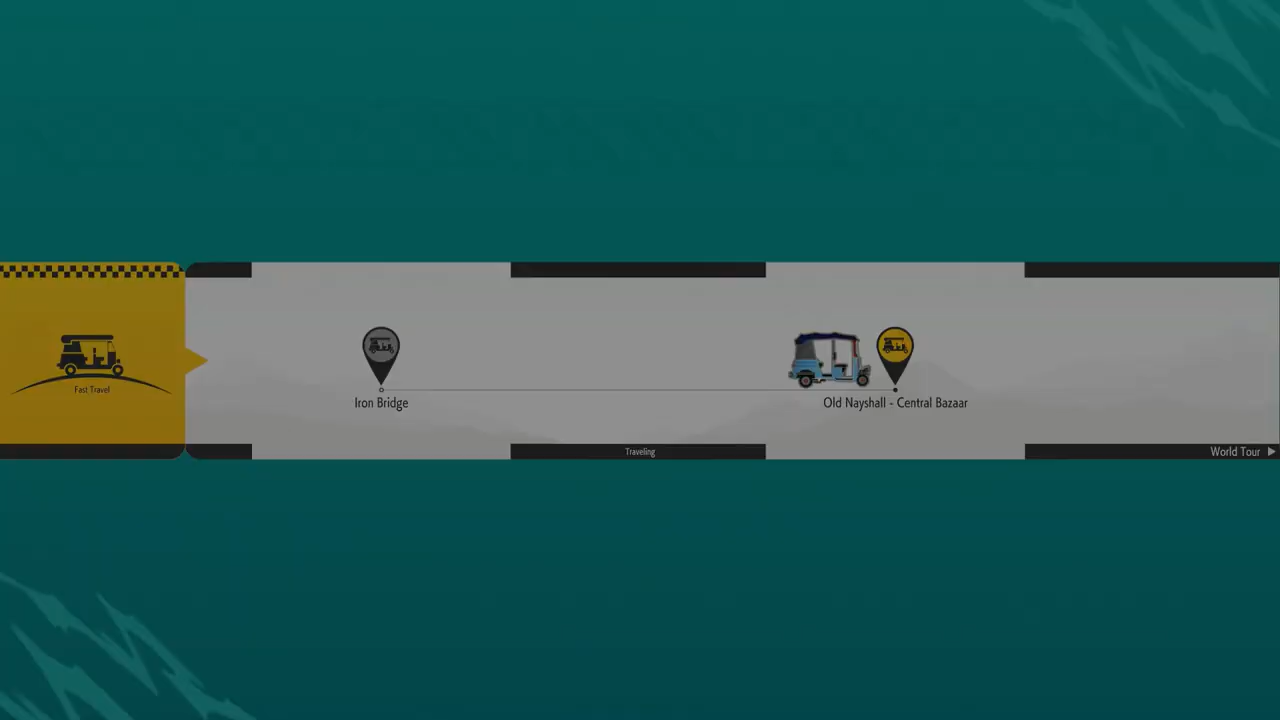 Fast Travel
Iron Bridge
Old Nayshall - Central Bazaar
Traveling
World Tour